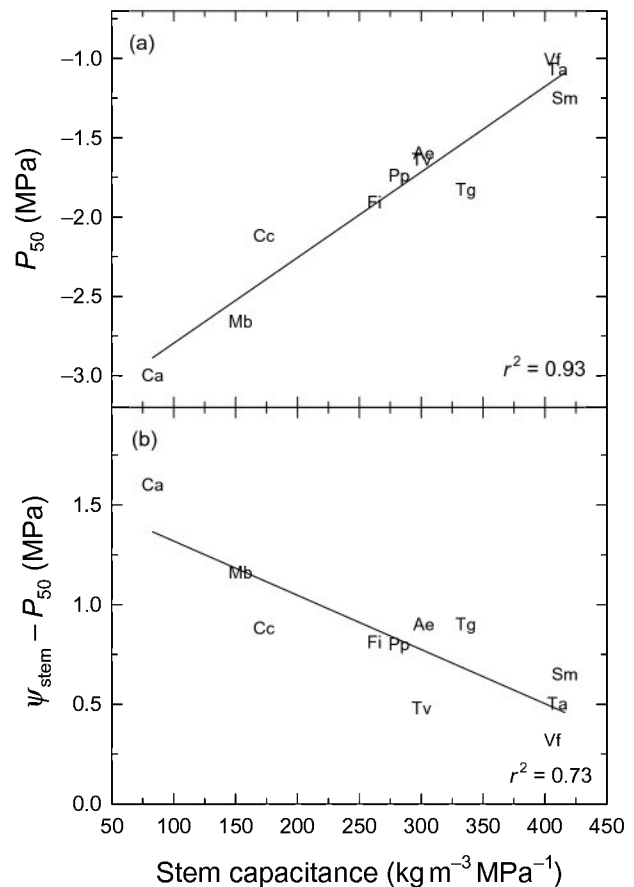 (a)
Vf
Ta
Sm
Ae
Tv
Pp
Tg
Fi
Cc
Mb
Ca
−1.0
−1.5
−2.0
−2.5
−3.0
P50 (MPa)
r² = 0.93
(b)
Ca
Mb
Cc
Ae
Tg
Fi
Pp
Sm
Tv
Ta
Vf
1.5
1.0
0.5
0.0
ψstem − P50 (MPa)
r² = 0.73
50 100 150 200 250 300 350 400 450
Stem capacitance (kg m⁻³ MPa⁻¹)